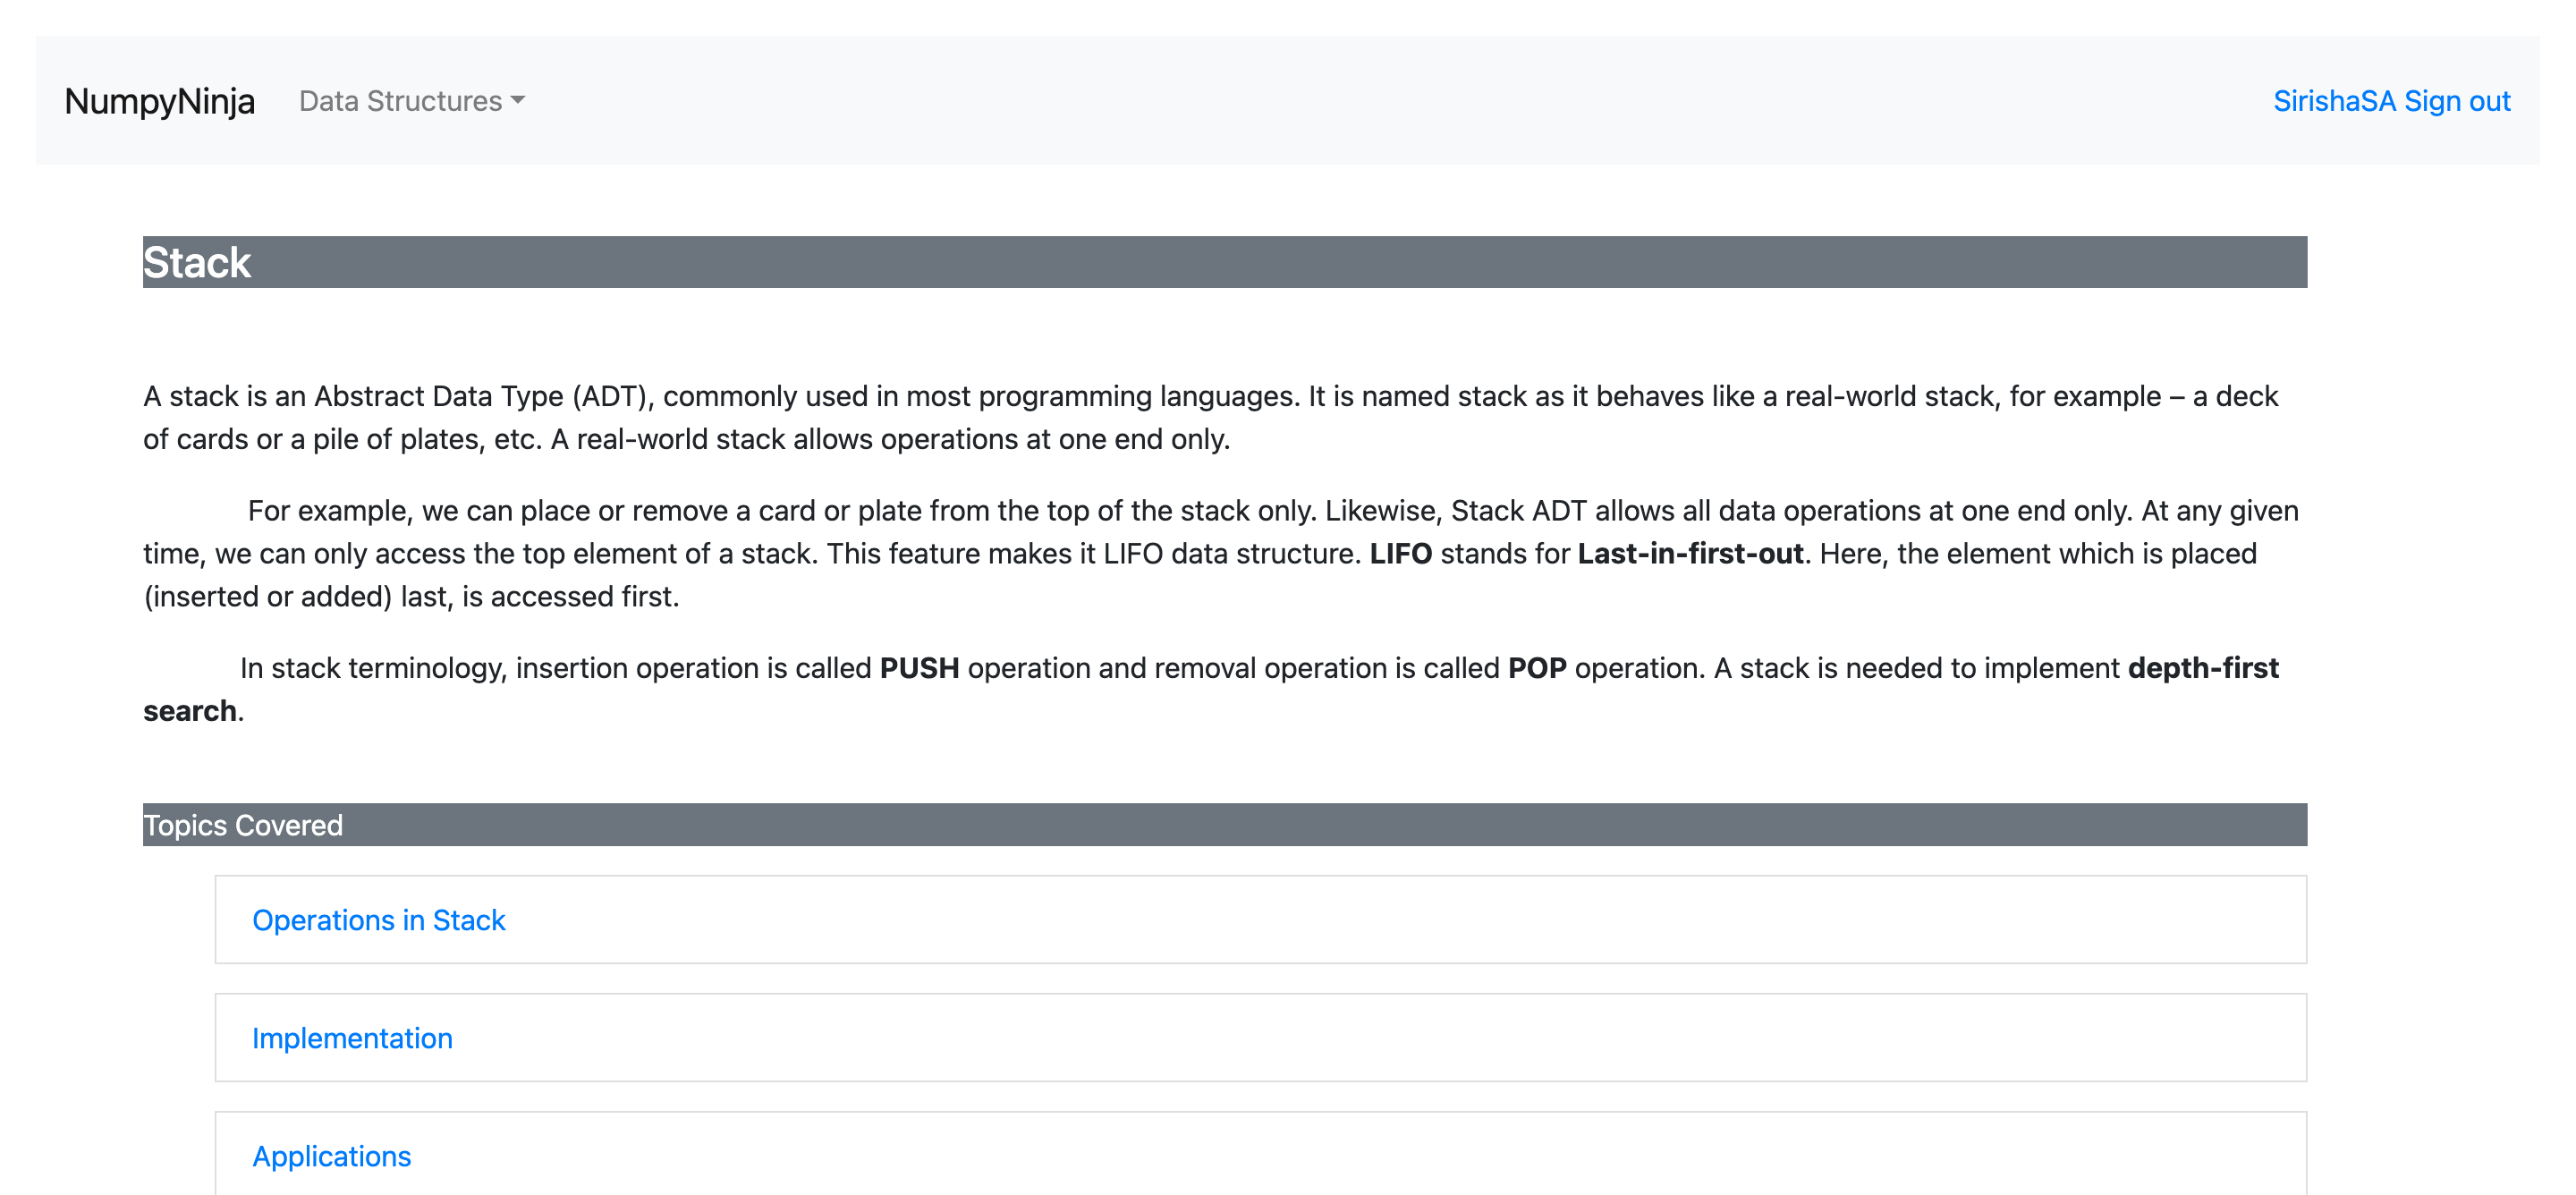 NumpyNinja Data Structures SirishaSA Sign out
Stack
A stack is an Abstract Data Type (ADT), commonly used in most programming languages. It is named stack as it behaves like a real-world stack, for example – a deck
of cards or a pile of plates, etc. A real-world stack allows operations at one end only.
For example, we can place or remove a card or plate from the top of the stack only. Likewise, Stack ADT allows all data operations at one end only. At any given
time, we can only access the top element of a stack. This feature makes it LIFO data structure. LIFO stands for Last-in-first-out. Here, the element which is placed
(inserted or added) last, is accessed first.
In stack terminology, insertion operation is called PUSH operation and removal operation is called POP operation. A stack is needed to implement depth-first
search.
Topics Covered
Operations in Stack
Implementation
Applications